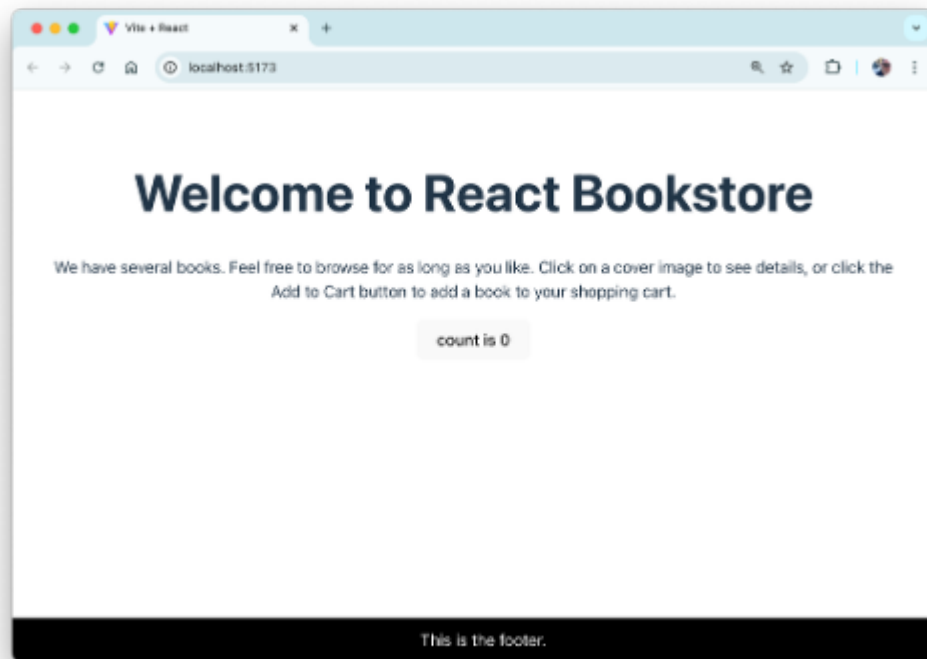 Vite + React
localhost:5173
Welcome to React Bookstore
We have several books. Feel free to browse for as long as you like. Click on a cover image to see details, or click the
Add to Cart button to add a book to your shopping cart.
count is 0
This is the footer.